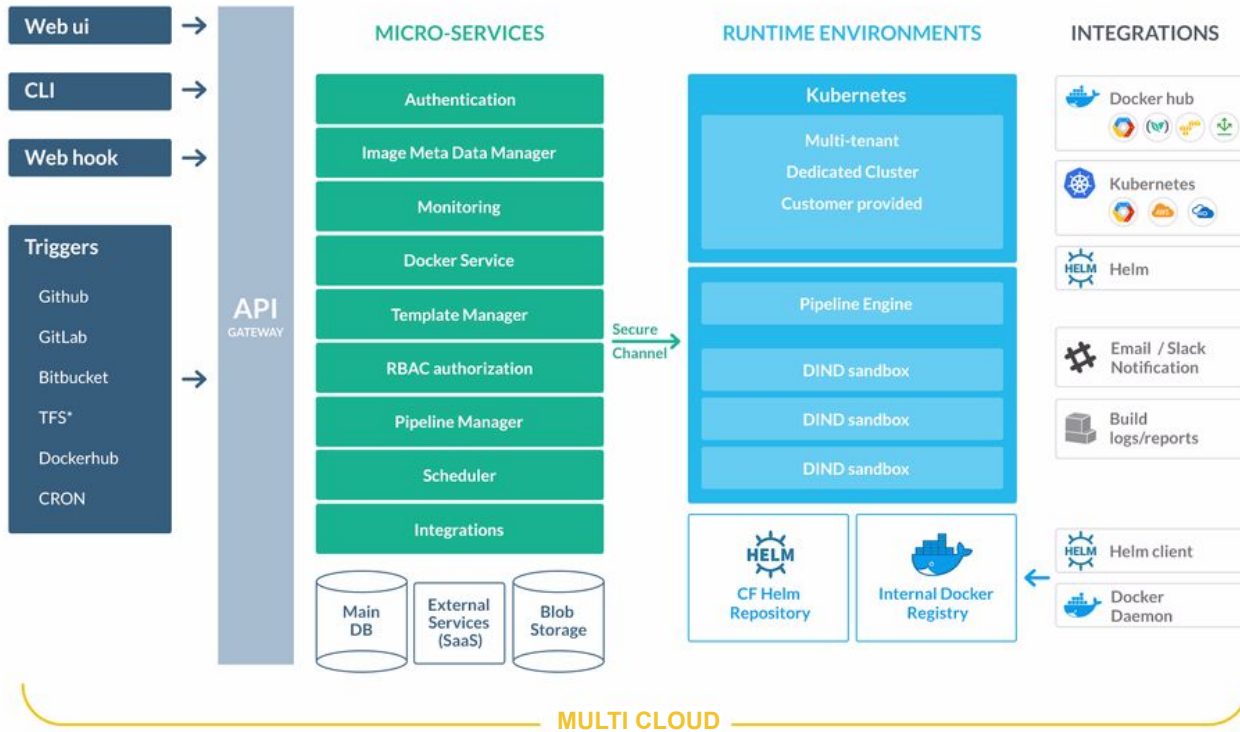 Web ui
CLI
Web hook
Triggers
Github
GitLab
Bitbucket
TFS*
Dockerhub
CRON
API
GATEWAY
MICRO-SERVICES
Authentication
Image Meta Data Manager
Monitoring
Docker Service
Template Manager
RBAC authorization
Pipeline Manager
Scheduler
Integrations
Main
DB
External
Services
(SaaS)
Blob
Storage
Secure
Channel
RUNTIME ENVIRONMENTS
Kubernetes
Multi-tenant
Dedicated Cluster
Customer provided
Pipeline Engine
DIND sandbox
DIND sandbox
DIND sandbox
HELM
CF Helm
Repository
Internal Docker
Registry
INTEGRATIONS
Docker hub
Kubernetes
HELM
Helm
Email / Slack
Notification
Build
logs/reports
HELM
Helm client
Docker
Daemon
MULTI CLOUD